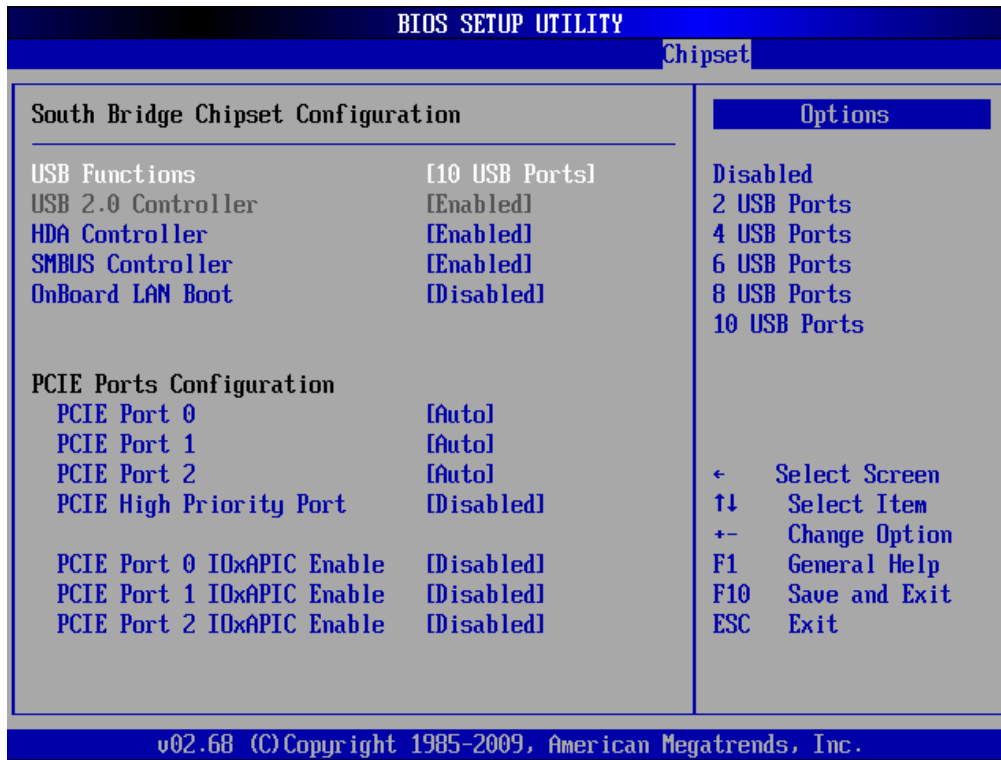 BIOS SETUP UTILITY
Chipset
South Bridge Chipset Configuration
USB Functions [10 USB Ports]
USB 2.0 Controller [Enabled]
HDA Controller [Enabled]
SMBUS Controller [Enabled]
OnBoard LAN Boot [Disabled]
PCIE Ports Configuration
PCIE Port 0 [Auto]
PCIE Port 1 [Auto]
PCIE Port 2 [Auto]
PCIE High Priority Port [Disabled]
PCIE Port 0 IOxAPIC Enable [Disabled]
PCIE Port 1 IOxAPIC Enable [Disabled]
PCIE Port 2 IOxAPIC Enable [Disabled]
Options
Disabled
2 USB Ports
4 USB Ports
6 USB Ports
8 USB Ports
10 USB Ports
← Select Screen
↑↓ Select Item
+- Change Option
F1 General Help
F10 Save and Exit
ESC Exit
v02.68 (C)Copyright 1985-2009, American Megatrends, Inc.